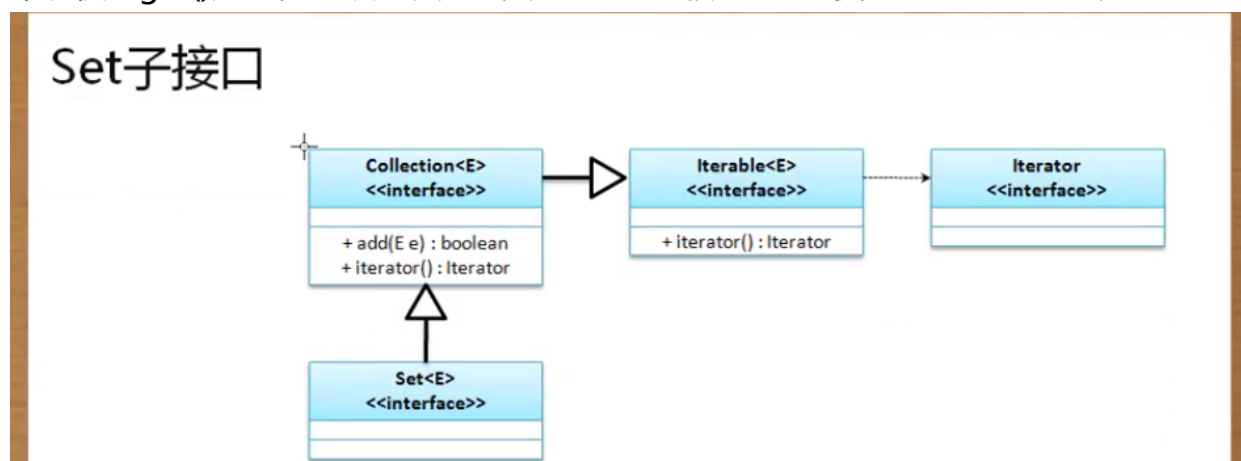 Set子接口
Collection<E>
<<interface>>
+ add(E e) : boolean
+ iterator() : Iterator
Iterable<E>
<<interface>>
+ iterator() : Iterator
Iterator
<<interface>>
Set<E>
<<interface>>